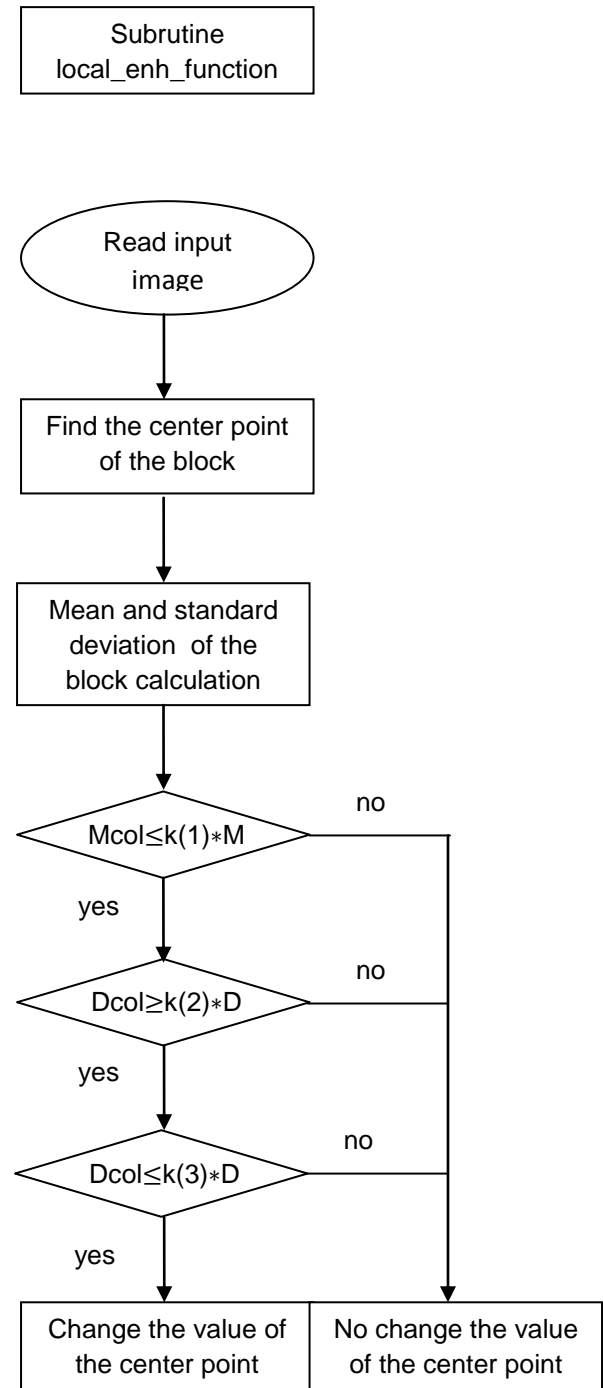 Subrutine
local_enh_function
Read input
image
Find the center point
of the block
Mean and standard
deviation of the
block calculation
Mcol≤k(1)*M
no
yes
Dcol≥k(2)*D
no
yes
Dcol≤k(3)*D
no
yes
Change the value of
the center point
No change the value
of the center point